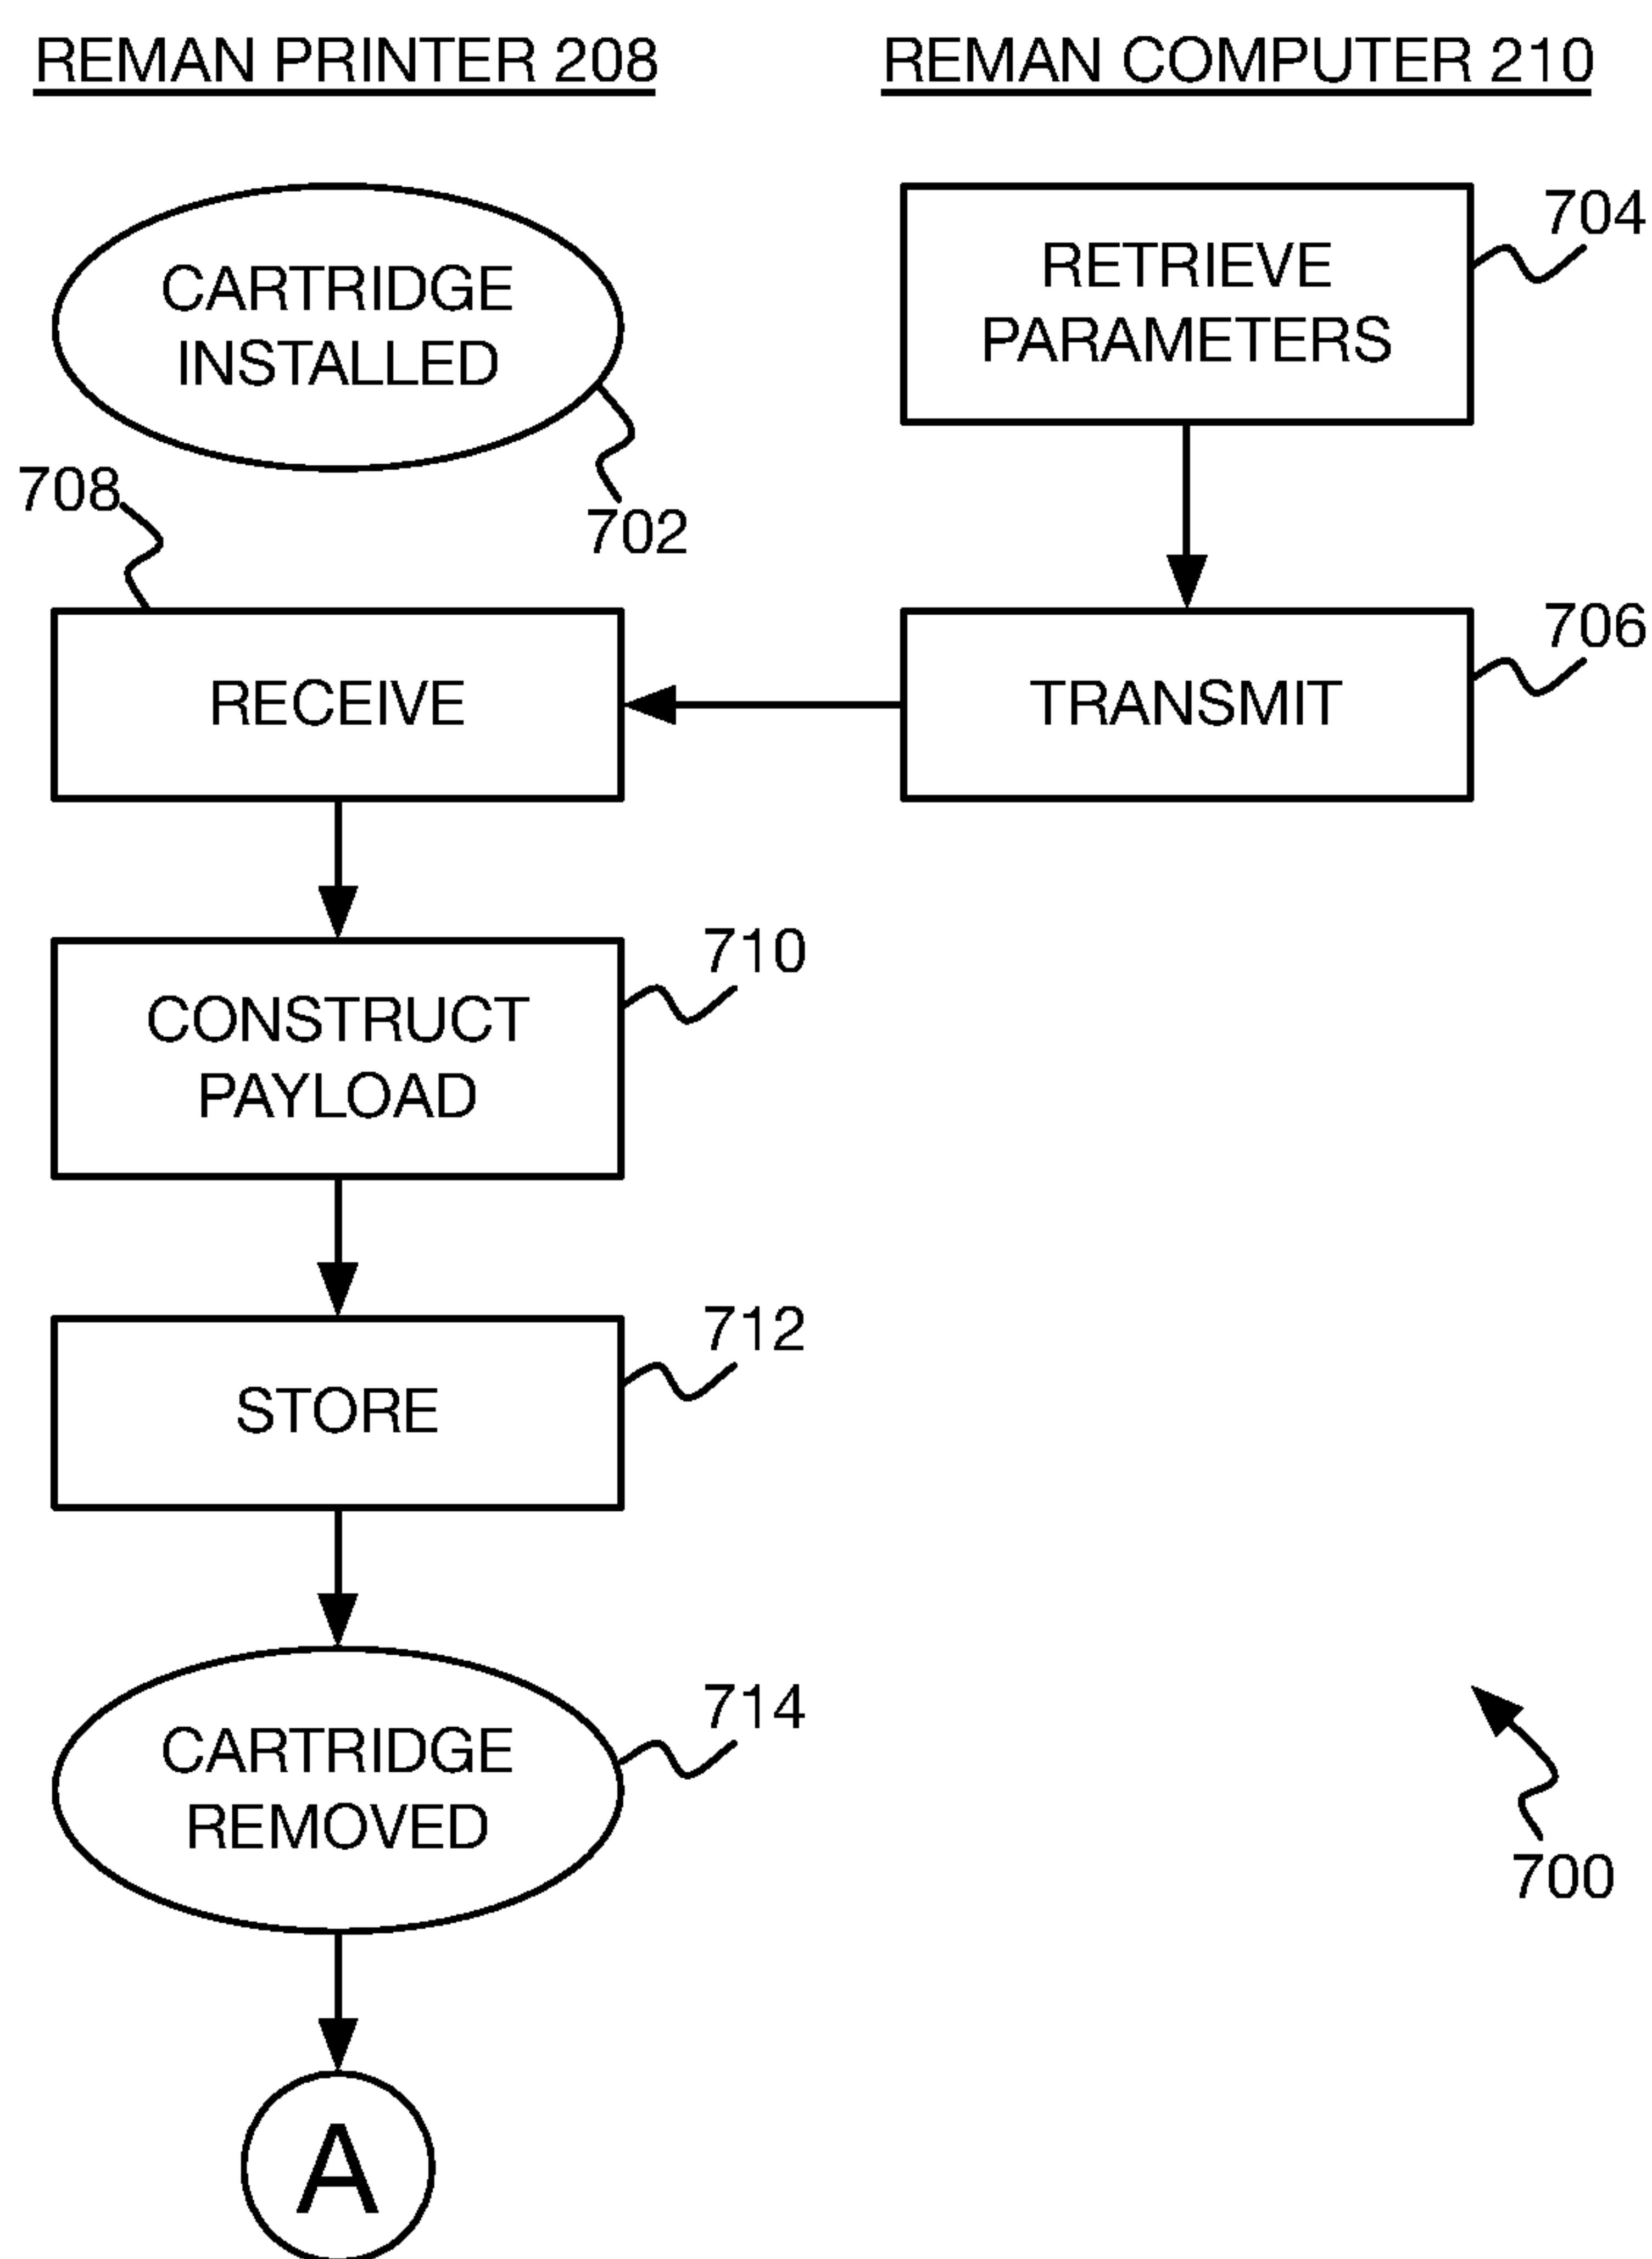 REMAN PRINTER 208
REMAN COMPUTER 210
CARTRIDGE
INSTALLED
702
RETRIEVE
PARAMETERS
704
708
RECEIVE
TRANSMIT
706
CONSTRUCT
PAYLOAD
710
STORE
712
CARTRIDGE
REMOVED
714
700
A